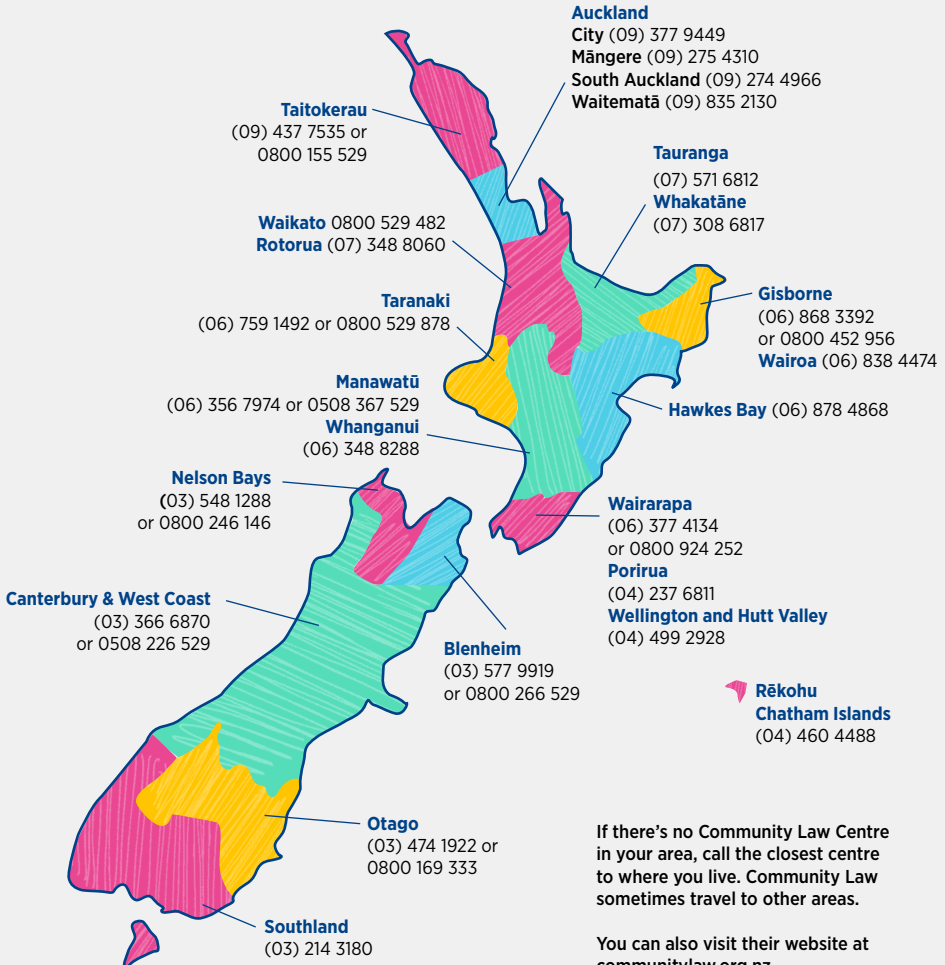 Auckland
City (09) 377 9449
Māngere (09) 275 4310
South Auckland (09) 274 4966
Waitematā (09) 835 2130
Taitokerau
(09) 437 7535 or
0800 155 529
Tauranga
(07) 571 6812
Whakatāne
(07) 308 6817
Waikato 0800 529 482
Rotorua (07) 348 8060
Taranaki
(06) 759 1492 or 0800 529 878
Gisborne
(06) 868 3392
or 0800 452 956
Wairoa (06) 838 4474
Manawatū
(06) 356 7974 or 0508 367 529
Whanganui
(06) 348 8288
Hawkes Bay (06) 878 4868
Nelson Bays
(03) 548 1288
or 0800 246 146
Wairarapa
(06) 377 4134
or 0800 924 252
Porirua
(04) 237 6811
Wellington and Hutt Valley
(04) 499 2928
Canterbury & West Coast
(03) 366 6870
or 0508 226 529
Blenheim
(03) 577 9919
or 0800 266 529
Rēkohu
Chatham Islands
(04) 460 4488
Otago
(03) 474 1922 or
0800 169 333
Southland
(03) 214 3180
If there's no Community Law Centre
in your area, call the closest centre
to where you live. Community Law
sometimes travel to other areas.
You can also visit their website at
communitylaw.org.nz